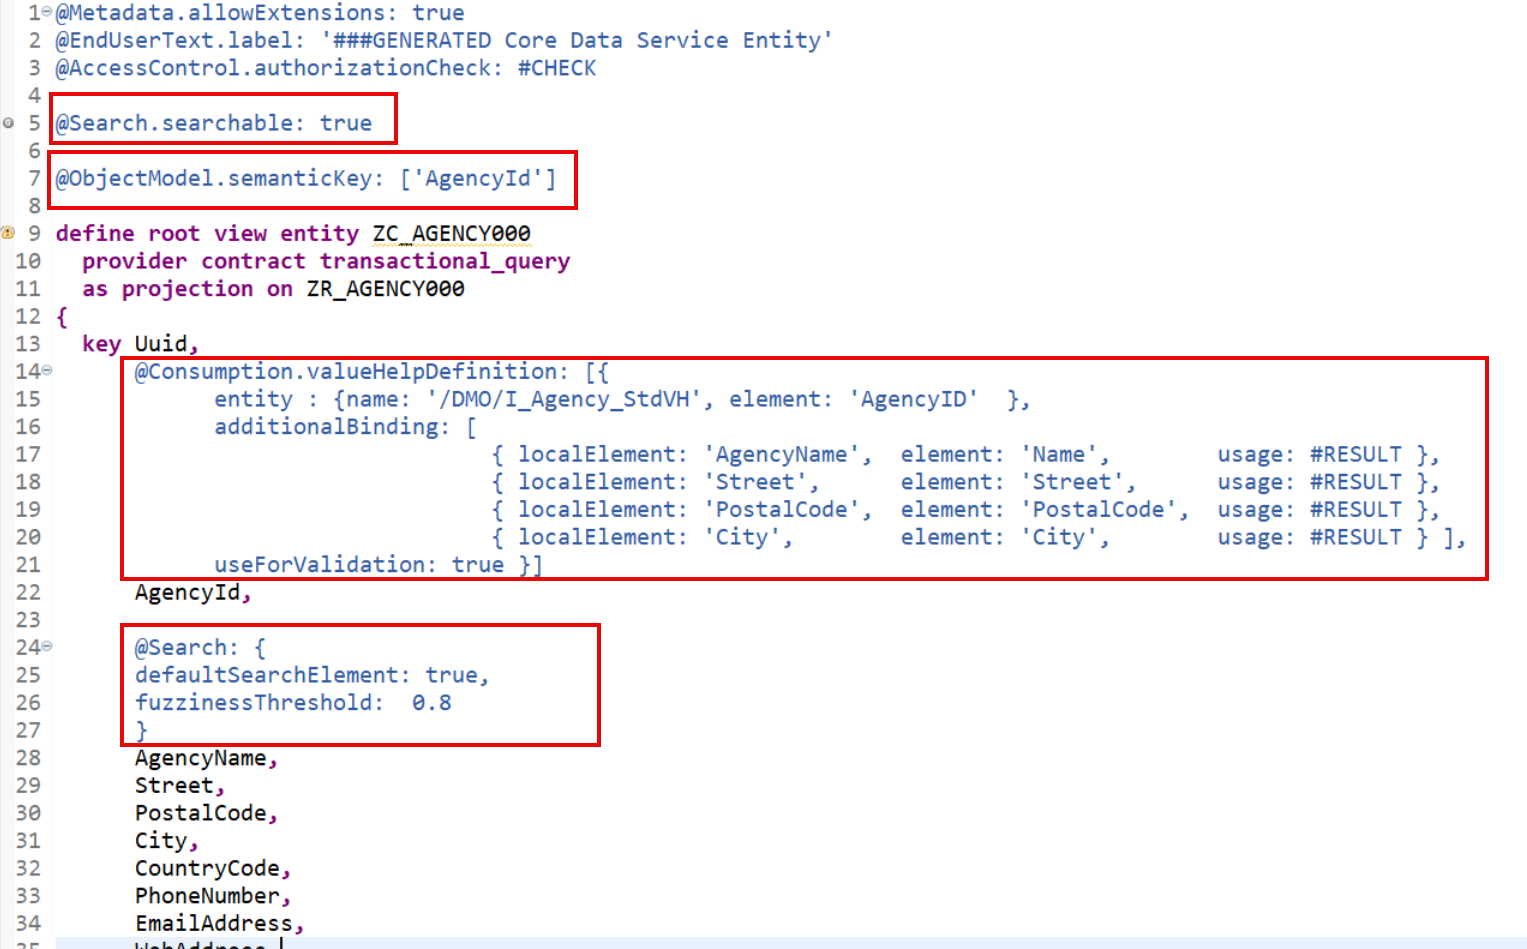 1 @Metadata.allowExtensions: true
2 @EndUserText.label: '###GENERATED Core Data Service Entity'
3 @AccessControl.authorizationCheck: #CHECK
4
5 @Search.searchable: true
6
7 @ObjectModel.semanticKey: ['AgencyId']
8
9 define root view entity ZC_AGENCY000
10 provider contract transactional_query
11 as projection on ZR_AGENCY000
12 {
13 key Uuid,
14 @Consumption.valueHelpDefinition: [{
15 entity : {name: '/DMO/I_Agency_StdVH', element: 'AgencyID' },
16 additionalBinding: [
17 { localElement: 'AgencyName', element: 'Name', usage: #RESULT },
18 { localElement: 'Street', element: 'Street', usage: #RESULT },
19 { localElement: 'PostalCode', element: 'PostalCode', usage: #RESULT },
20 { localElement: 'City', element: 'City', usage: #RESULT } ],
21 useForValidation: true }]
22 AgencyId,
23
24 @Search: {
25 defaultSearchElement: true,
26 fuzzinessThreshold: 0.8
27 }
28 AgencyName,
29 Street,
30 PostalCode,
31 City,
32 CountryCode,
33 PhoneNumber,
34 EmailAddress,
35 WebAddress,